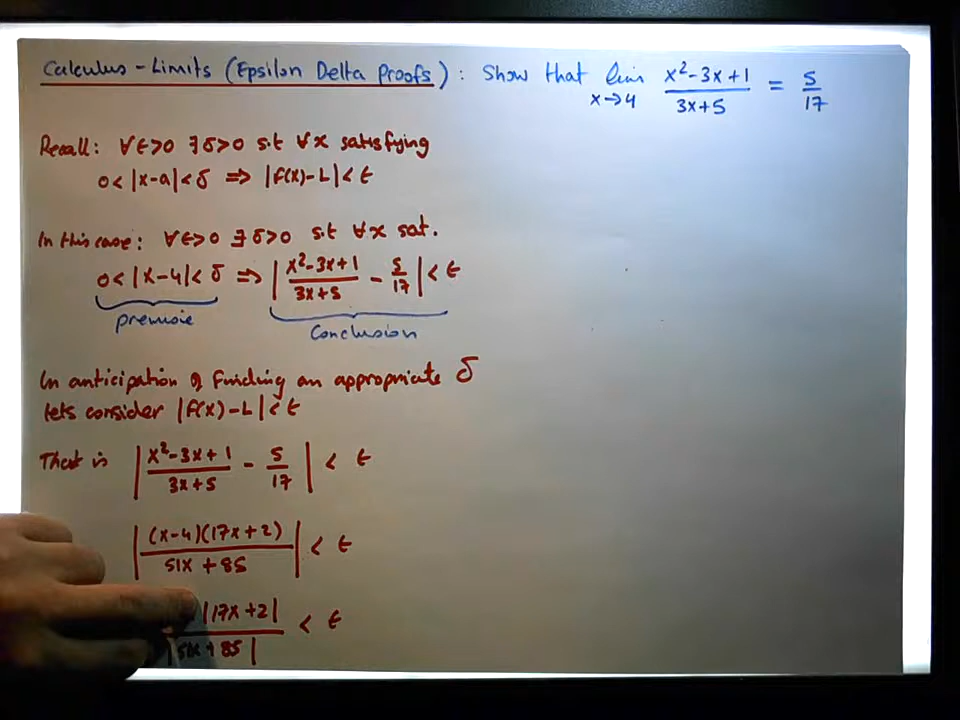 Calculus - Limits (Epsilon Delta Proofs) : Show that lim x→4 (x²-3x+1)/(3x+5) = 5/17
Recall: ∀ϵ>0 ∃δ>0 s.t ∀x satisfying
0<|x-a|<δ ⇒ |f(x)-L|<ϵ
In this case: ∀ϵ>0 ∃δ>0 s.t ∀x sat.
0<|x-4|<δ ⇒ |(x²-3x+1)/(3x+5) - 5/17|<ϵ
premise
Conclusion
In anticipation of finding an appropriate δ
lets consider |f(x)-L|<ϵ
That is |(x²-3x+1)/(3x+5) - 5/17| < ϵ
|(x-4)(17x+2)/(51x+85)| < ϵ
|17x+2|/|51x+85| < ϵ